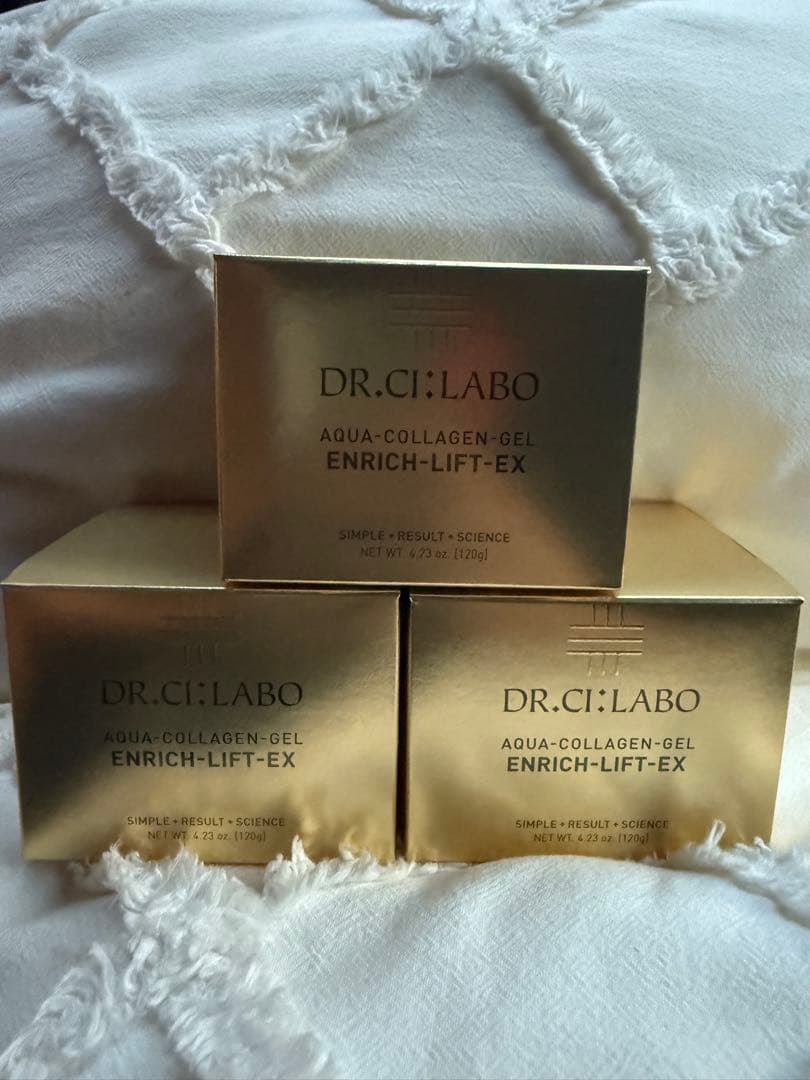 DR.CI:LABO
AQUA-COLLAGEN-GEL
ENRICH-LIFT-EX
SIMPLE + RESULT + SCIENCE
NET WT. 4.23 oz. [120g]
DR.CI:LABO
AQUA-COLLAGEN-GEL
ENRICH-LIFT-EX
SIMPLE + RESULT + SCIENCE
NET WT. 4.23 oz. [120g]
DR.CI:LABO
AQUA-COLLAGEN-GEL
ENRICH-LIFT-EX
SIMPLE + RESULT + SCIENCE
NET WT. 4.23 oz. [120g]